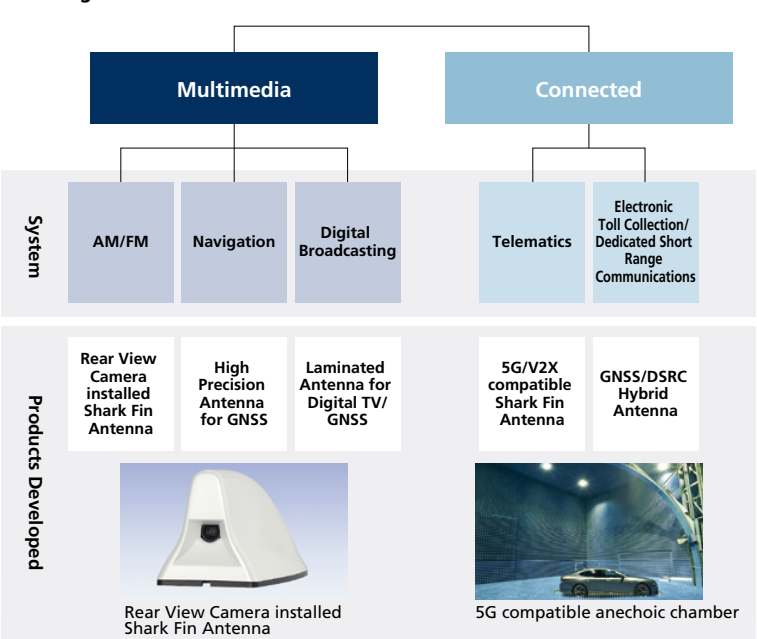 Multimedia
Connected
System
AM/FM
Navigation
Digital
Broadcasting
Telematics
Electronic
Toll Collection/
Dedicated Short
Range
Communications
Products Developed
Rear View
Camera
installed
Shark Fin
Antenna
High
Precision
Antenna
for GNSS
Laminated
Antenna for
Digital TV/
GNSS
5G/V2X
compatible
Shark Fin
Antenna
GNSS/DSRC
Hybrid
Antenna
Rear View Camera installed
Shark Fin Antenna
5G compatible anechoic chamber